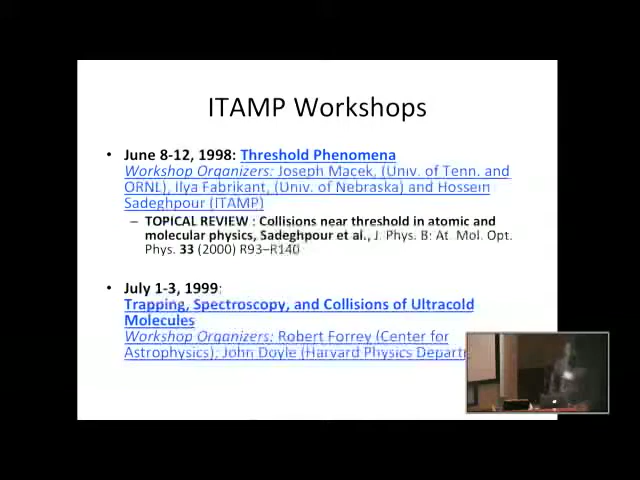 ITAMP Workshops
• June 8-12, 1998: Threshold Phenomena
Workshop Organizers: Joseph Macek, (Univ. of Tenn. and
ORNL), Ilya Fabrikant, (Univ. of Nebraska) and Hossein
Sadeghpour (ITAMP)
– TOPICAL REVIEW : Collisions near threshold in atomic and
molecular physics, Sadeghpour et al., J. Phys. B: At. Mol. Opt.
Phys. 33 (2000) R93–R140
• July 1-3, 1999:
Trapping, Spectroscopy, and Collisions of Ultracold
Molecules
Workshop Organizers: Robert Forrey (Center for
Astrophysics), John Doyle (Harvard Physics